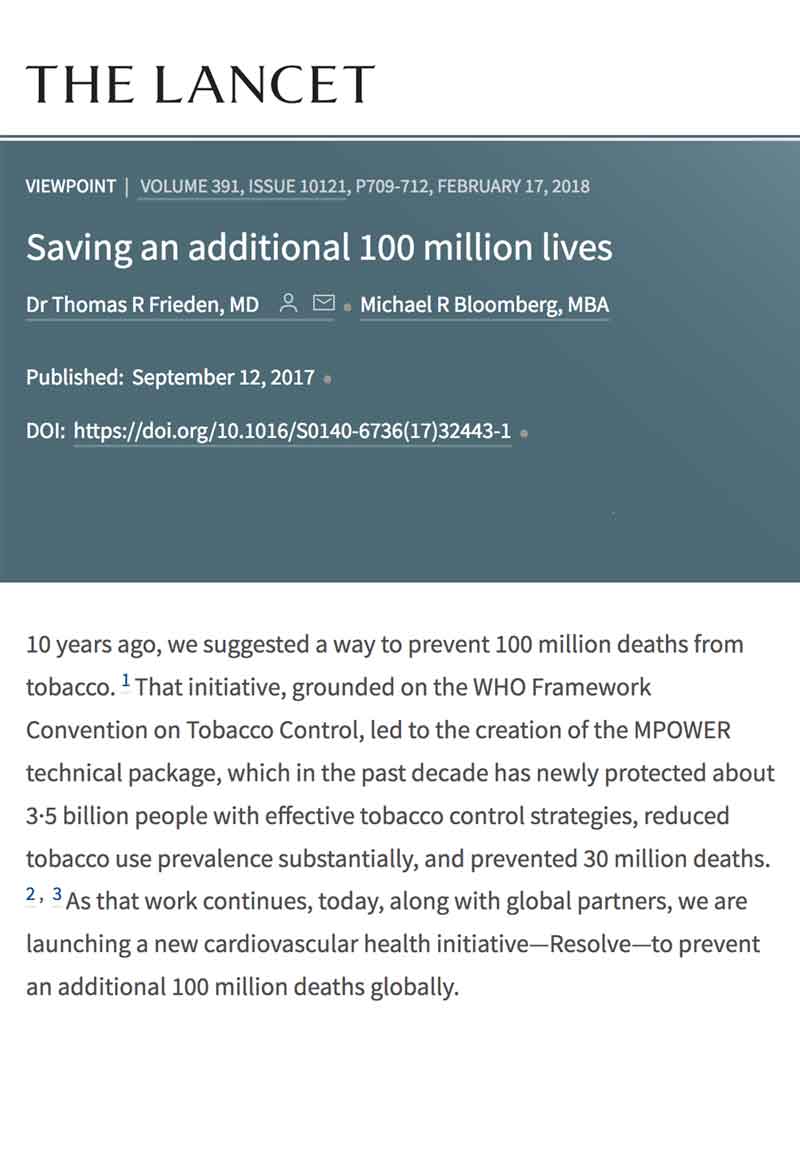 THE LANCET
VIEWPOINT | VOLUME 391, ISSUE 10121, P709-712, FEBRUARY 17, 2018
Saving an additional 100 million lives
Dr Thomas R Frieden, MD • Michael R Bloomberg, MBA
Published: September 12, 2017 •
DOI: https://doi.org/10.1016/S0140-6736(17)32443-1 •
10 years ago, we suggested a way to prevent 100 million deaths from
tobacco. 1 That initiative, grounded on the WHO Framework
Convention on Tobacco Control, led to the creation of the MPOWER
technical package, which in the past decade has newly protected about
3·5 billion people with effective tobacco control strategies, reduced
tobacco use prevalence substantially, and prevented 30 million deaths.
2, 3 As that work continues, today, along with global partners, we are
launching a new cardiovascular health initiative—Resolve—to prevent
an additional 100 million deaths globally.